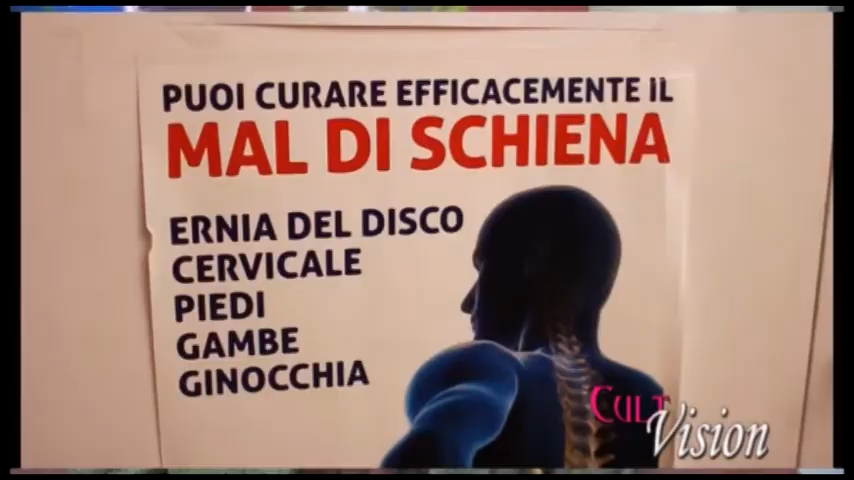 PUOI CURARE EFFICACEMENTE IL
MAL DI SCHIENA
ERNIA DEL DISCO
CERVICALE
PIEDI
GAMBE
GINOCCHIA
CULT
Vision